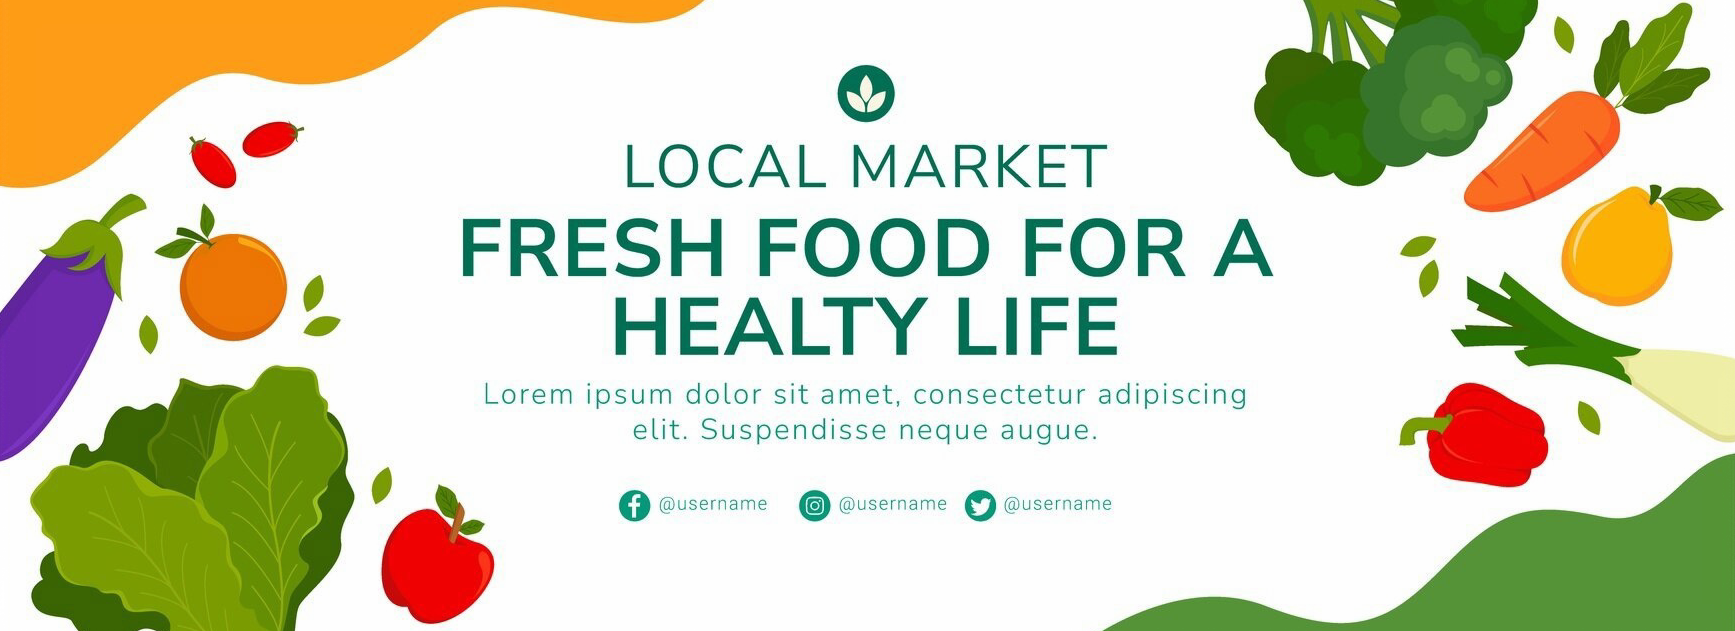 LOCAL MARKET
FRESH FOOD FOR A
HEALTY LIFE
Lorem ipsum dolor sit amet, consectetur adipiscing
elit. Suspendisse neque augue.
@username @username @username